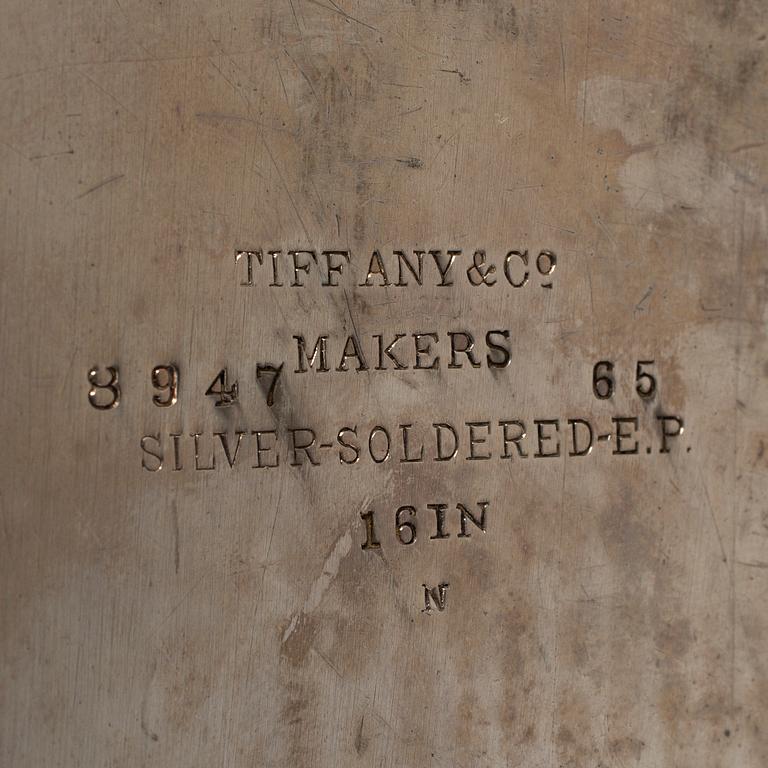 TIFFANY & Cº
MAKERS
8947 65
SILVER-SOLDERED-E.P.
16IN
N